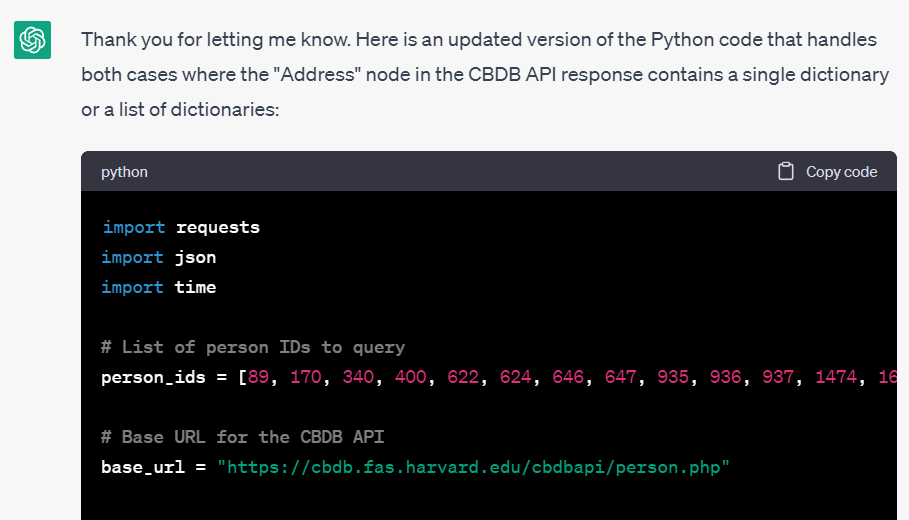 Thank you for letting me know. Here is an updated version of the Python code that handles
both cases where the "Address" node in the CBDB API response contains a single dictionary
or a list of dictionaries:
python Copy code
import requests
import json
import time
# List of person IDs to query
person_ids = [89, 170, 340, 400, 622, 624, 646, 647, 935, 936, 937, 1474, 16
# Base URL for the CBDB API
base_url = "https://cbdb.fas.harvard.edu/cbdbapi/person.php"